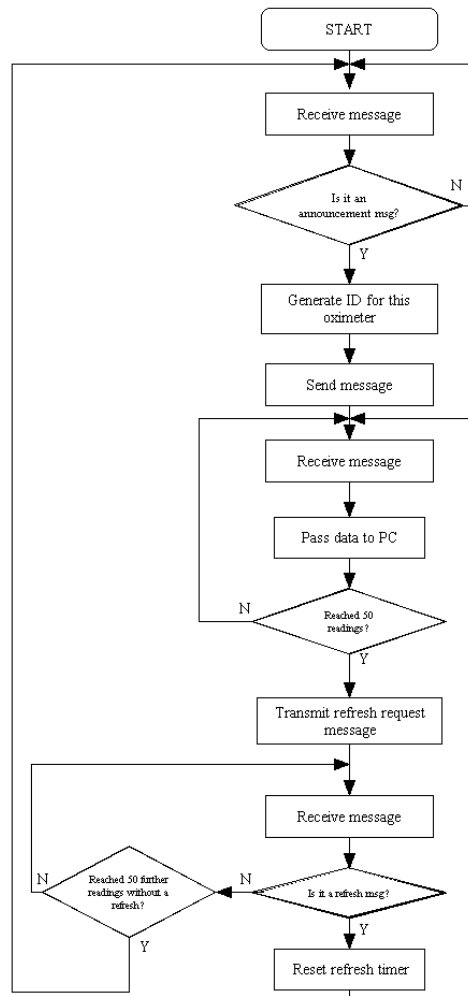 START
Receive message
Is it an
announcement msg?
N
Y
Generate ID for this
oximeter
Send message
Receive message
Pass data to PC
N
Reached 50
readings?
Y
Transmit refresh request
message
Receive message
N
Reached 50 further
readings without a
refresh?
N
Is it a refresh msg?
Y
Y
Reset refresh timer